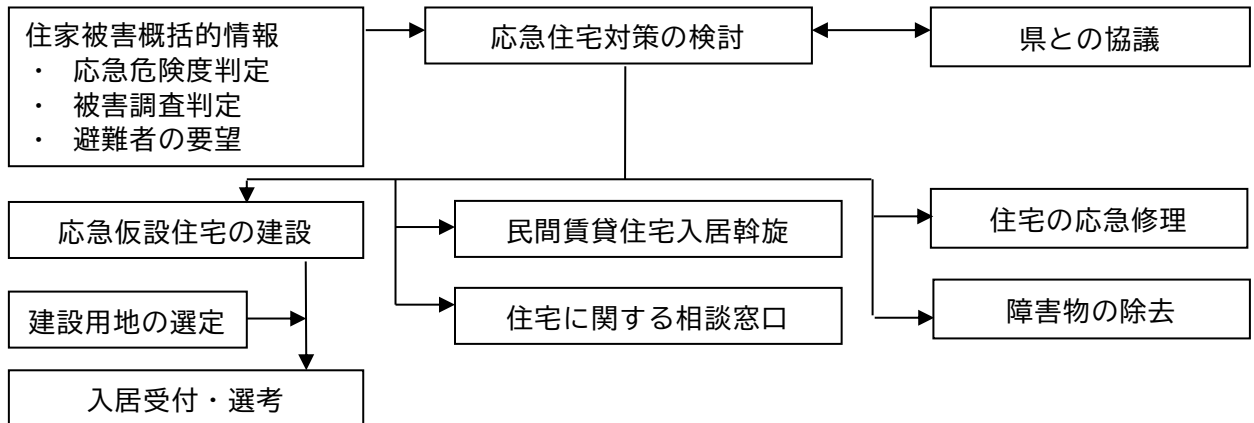 住家被害概括的情報
・ 応急危険度判定
・ 被害調査判定
・ 避難者の要望
応急住宅対策の検討
県との協議
応急仮設住宅の建設
民間賃貸住宅入居斡旋
住宅の応急修理
建設用地の選定
住宅に関する相談窓口
障害物の除去
入居受付・選考